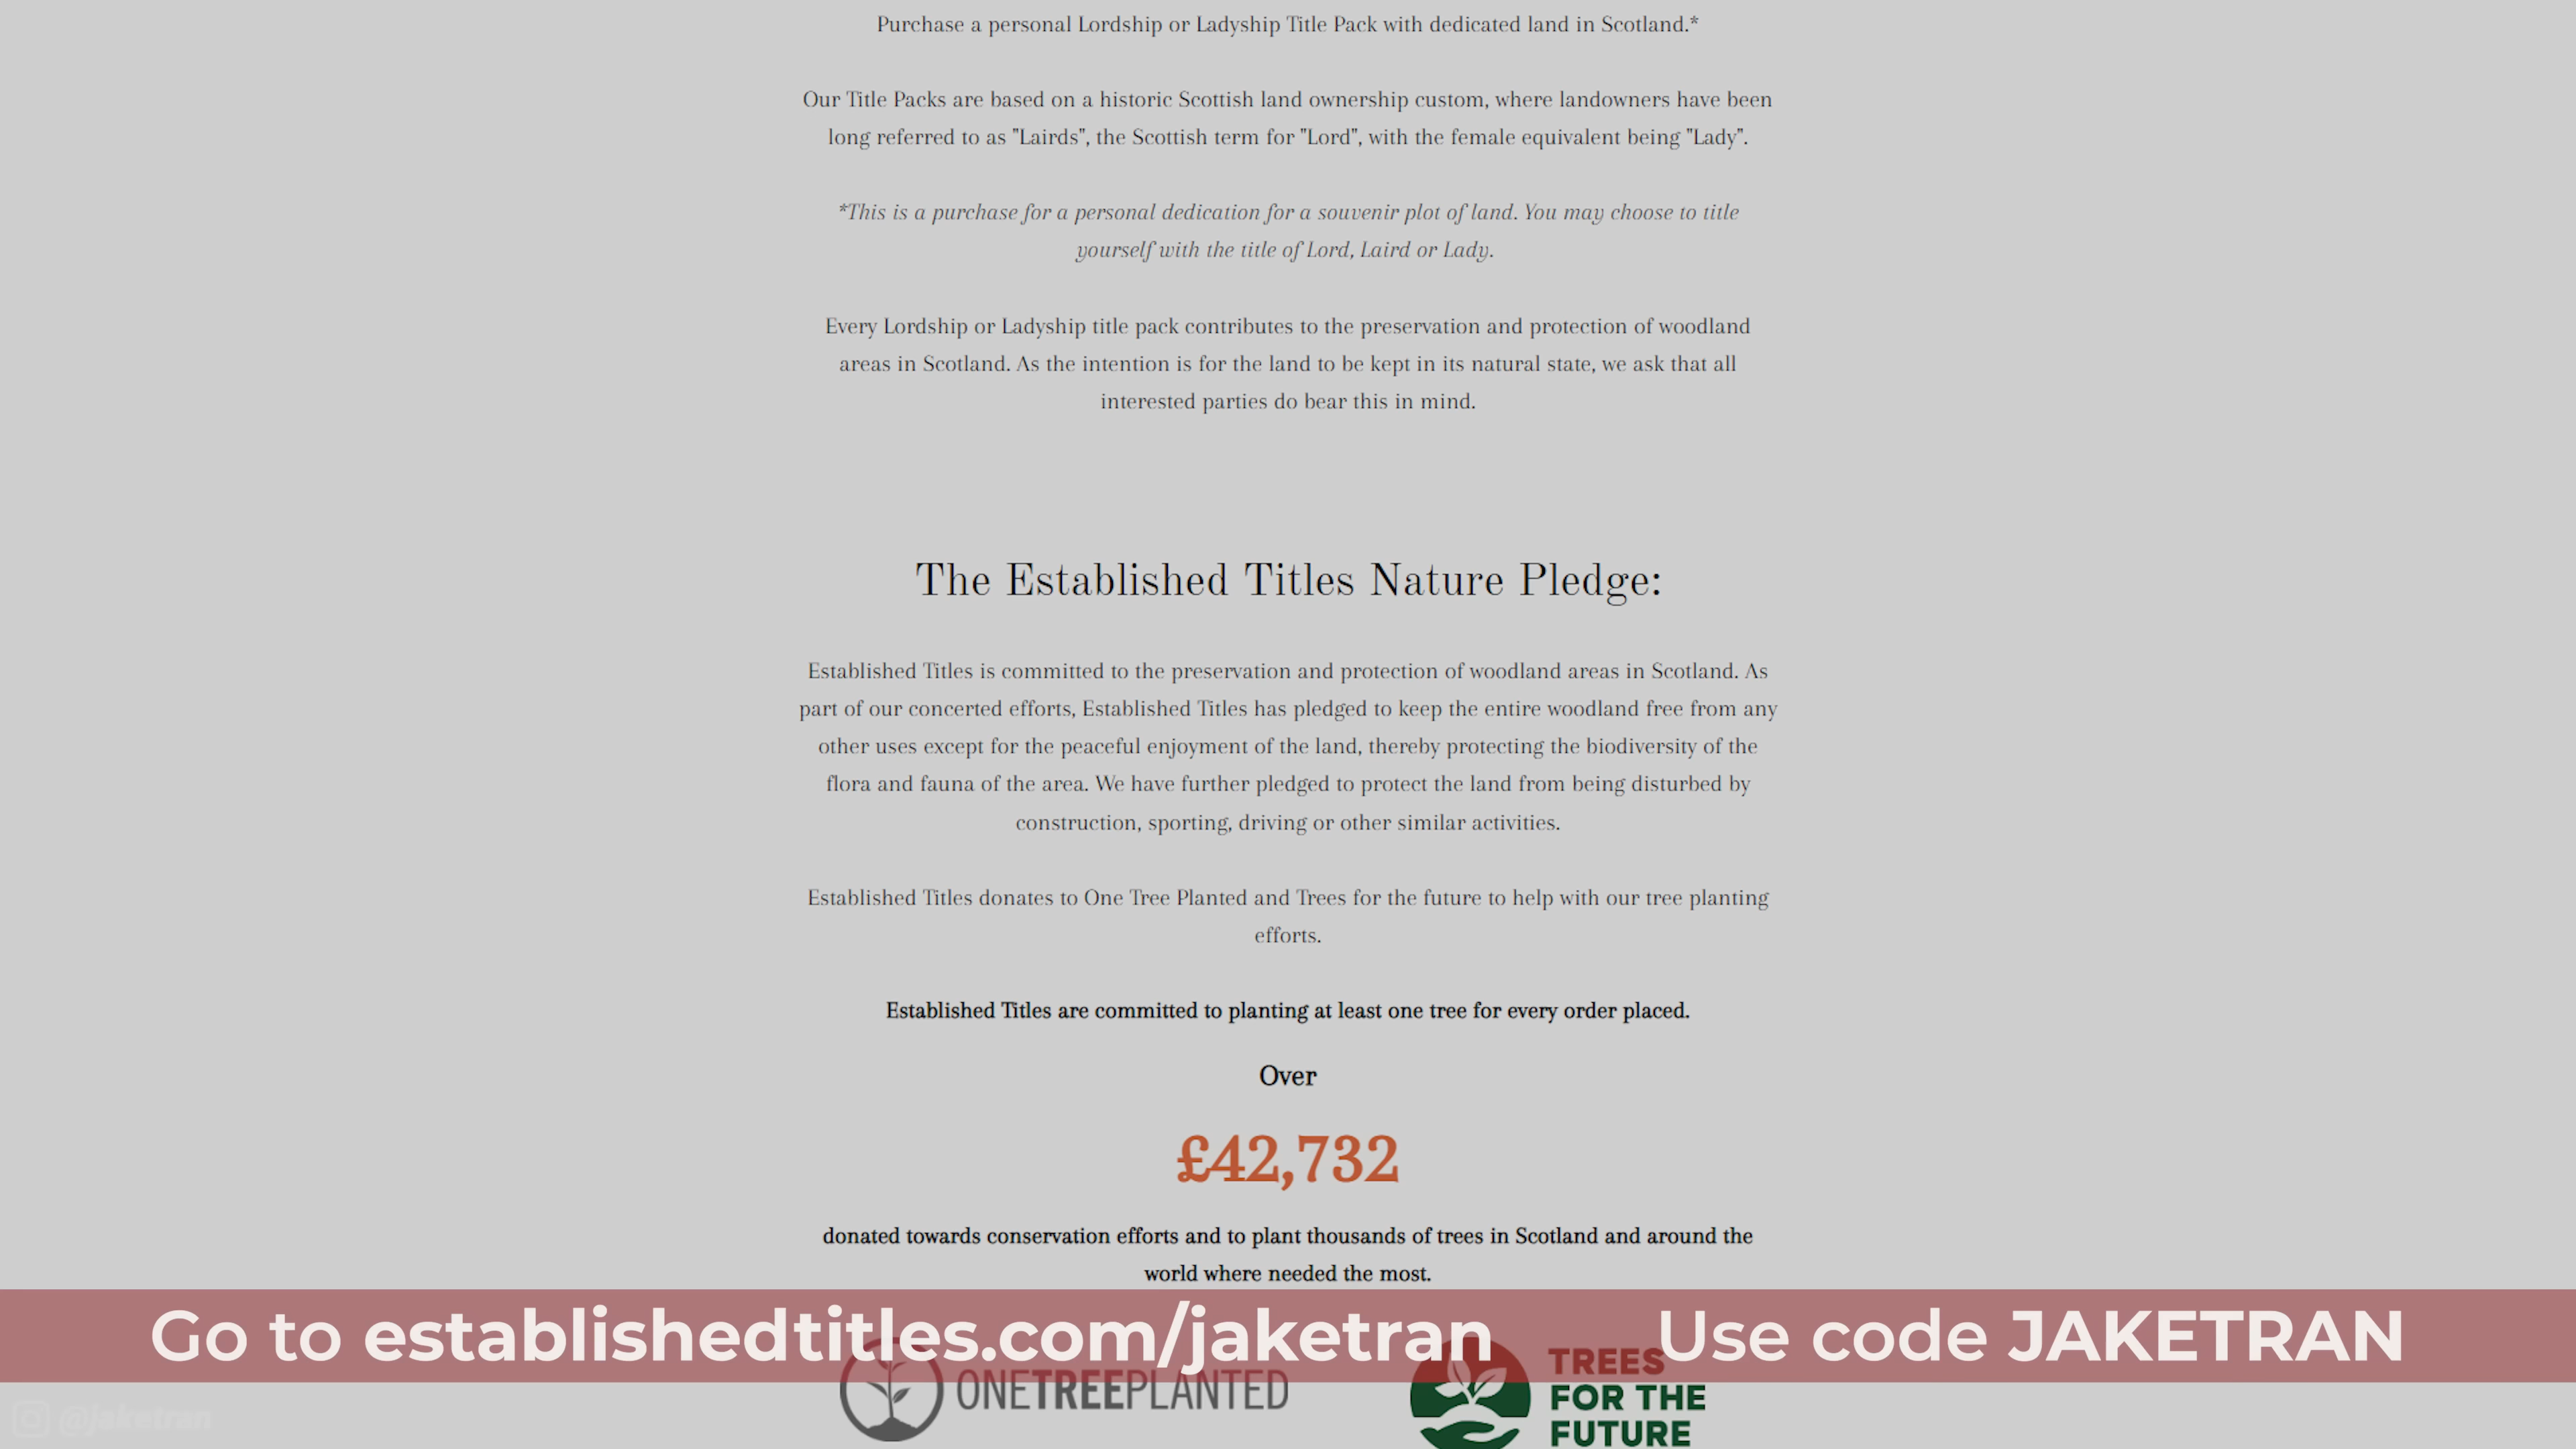 Purchase a personal Lordship or Ladyship Title Pack with dedicated land in Scotland.*
Our Title Packs are based on a historic Scottish land ownership custom, where landowners have been
long referred to as "Lairds", the Scottish term for "Lord", with the female equivalent being "Lady".
*This is a purchase for a personal dedication for a souvenir plot of land. You may choose to title
yourself with the title of Lord, Laird or Lady.
Every Lordship or Ladyship title pack contributes to the preservation and protection of woodland
areas in Scotland. As the intention is for the land to be kept in its natural state, we ask that all
interested parties do bear this in mind.
The Established Titles Nature Pledge:
Established Titles is committed to the preservation and protection of woodland areas in Scotland. As
part of our concerted efforts, Established Titles has pledged to keep the entire woodland free from any
other uses except for the peaceful enjoyment of the land, thereby protecting the biodiversity of the
flora and fauna of the area. We have further pledged to protect the land from being disturbed by
construction, sporting, driving or other similar activities.
Established Titles donates to One Tree Planted and Trees for the future to help with our tree planting
efforts.
Established Titles are committed to planting at least one tree for every order placed.
Over
£42,732
donated towards conservation efforts and to plant thousands of trees in Scotland and around the
world where needed the most.
Go to establishedtitles.com/jaketran Use code JAKETRAN
ONETREEPLANTED
TREES
FOR THE
FUTURE
@jaketran